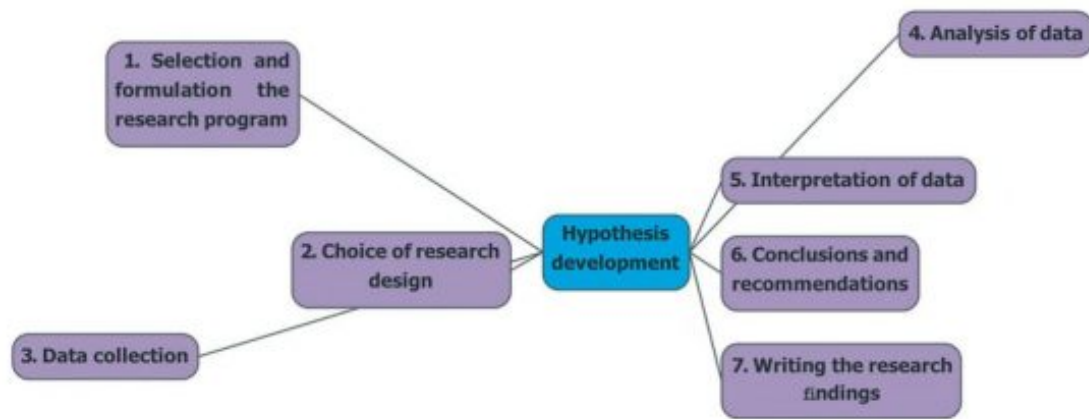 1. Selection and
formulation the
research program
2. Choice of research
design
3. Data collection
Hypothesis
development
4. Analysis of data
5. Interpretation of data
6. Conclusions and
recommendations
7. Writing the research
findings